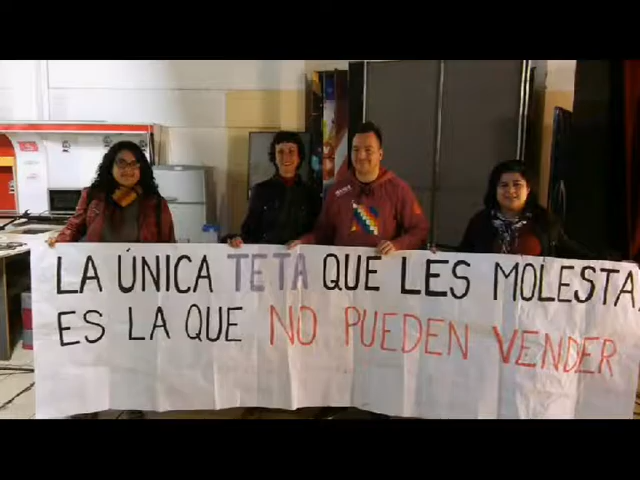 LA ÚNICA TETA QUE LES MOLESTA
ES LA QUE NO PUEDEN VENDER